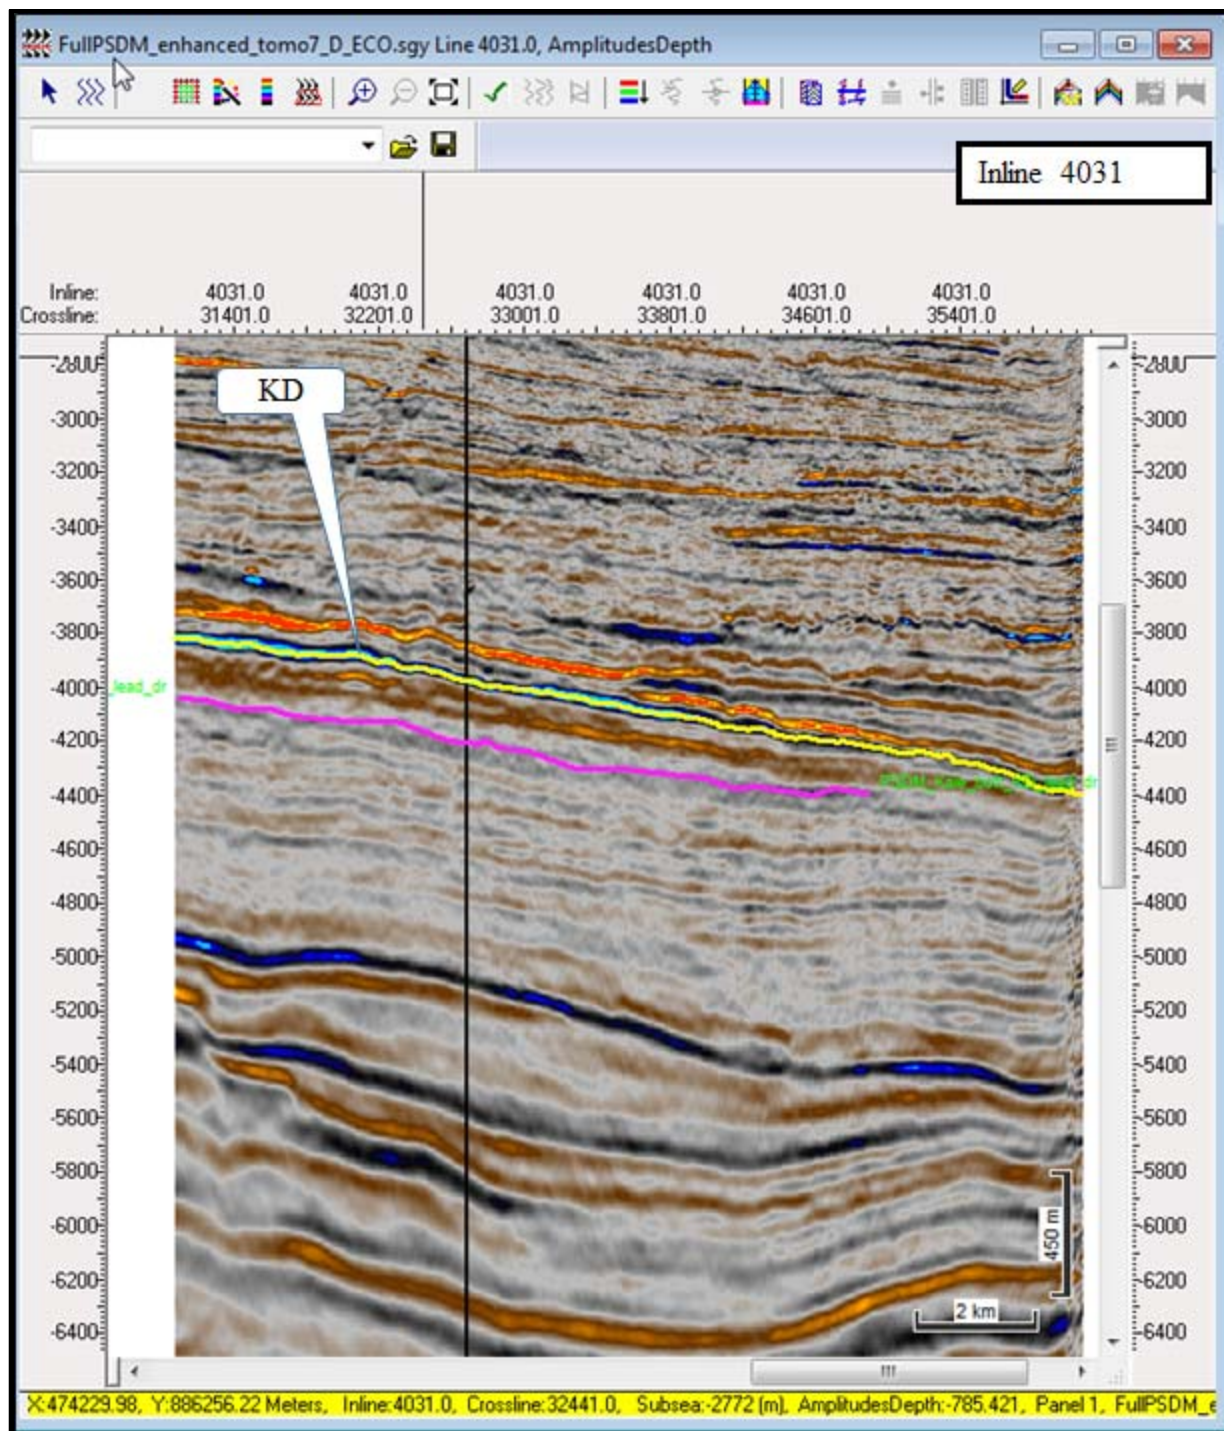 FullPSDM_enhanced_tomo7_D_ECO.sgy Line 4031.0, AmplitudesDepth
Inline 4031
Inline: 4031.0 4031.0 4031.0 4031.0 4031.0 4031.0
Crossline: 31401.0 32201.0 33001.0 33801.0 34601.0 35401.0
-2800 -2800
KD
-3000 -3000
-3200 -3200
-3400 -3400
-3600 -3600
-3800 -3800
-4000 lead_dr -4000
-4200 -4200
-4400 -4400
-4600 -4600
-4800 -4800
-5000 -5000
-5200 -5200
-5400 -5400
-5600 -5600
-5800 -5800
-6000 450 m -6000
-6200 -6200
2 km
-6400 -6400
X:474229.98, Y:886256.22 Meters, Inline:4031.0, Crossline:32441.0, Subsea:-2772 (m), AmplitudesDepth:-785.421, Panel 1, FullPSDM_e